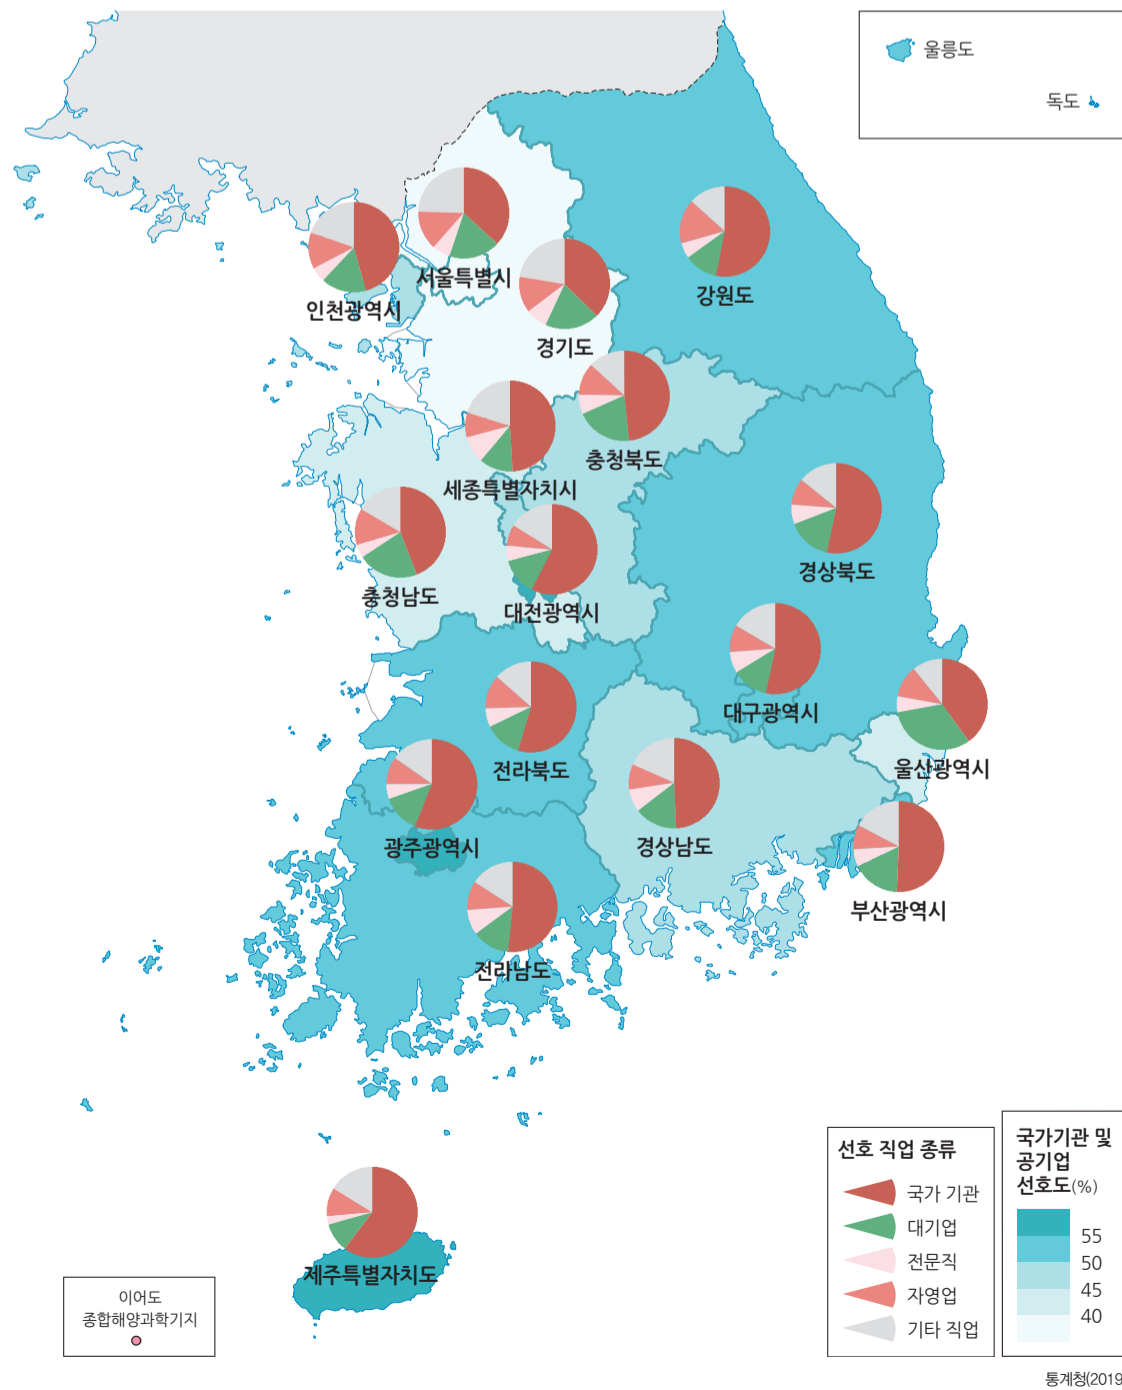 울릉도
독도
서울특별시
인천광역시
강원도
경기도
충청북도
세종특별자치시
경상북도
충청남도
대전광역시
대구광역시
전라북도
울산광역시
광주광역시
경상남도
부산광역시
전라남도
제주특별자치도
이어도
종합해양과학기지
선호 직업 종류
국가 기관
대기업
전문직
자영업
기타 직업
국가기관 및
공기업
선호도(%)
55
50
45
40
통계청(2019